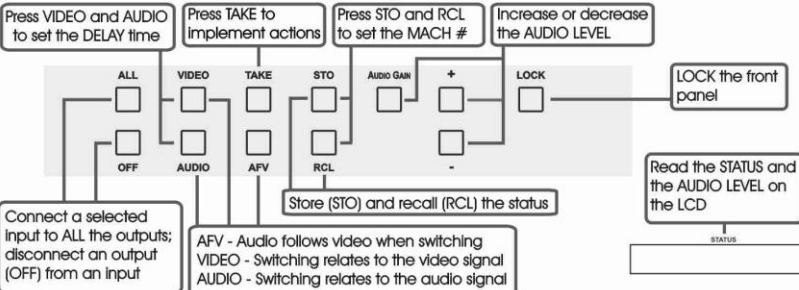 Press VIDEO and AUDIO
to set the DELAY time
Press TAKE to
implement actions
Press STO and RCL
to set the MACH #
Increase or decrease
the AUDIO LEVEL
ALL
VIDEO
TAKE
STO
AUDIO GAIN
+
LOCK
LOCK the front
panel
OFF
AUDIO
AFV
RCL
-
Read the STATUS and
the AUDIO LEVEL on
the LCD
STATUS
Store (STO) and recall (RCL) the status
Connect a selected
input to ALL the outputs;
disconnect an output
(OFF) from an input
AFV - Audio follows video when switching
VIDEO - Switching relates to the video signal
AUDIO - Switching relates to the audio signal